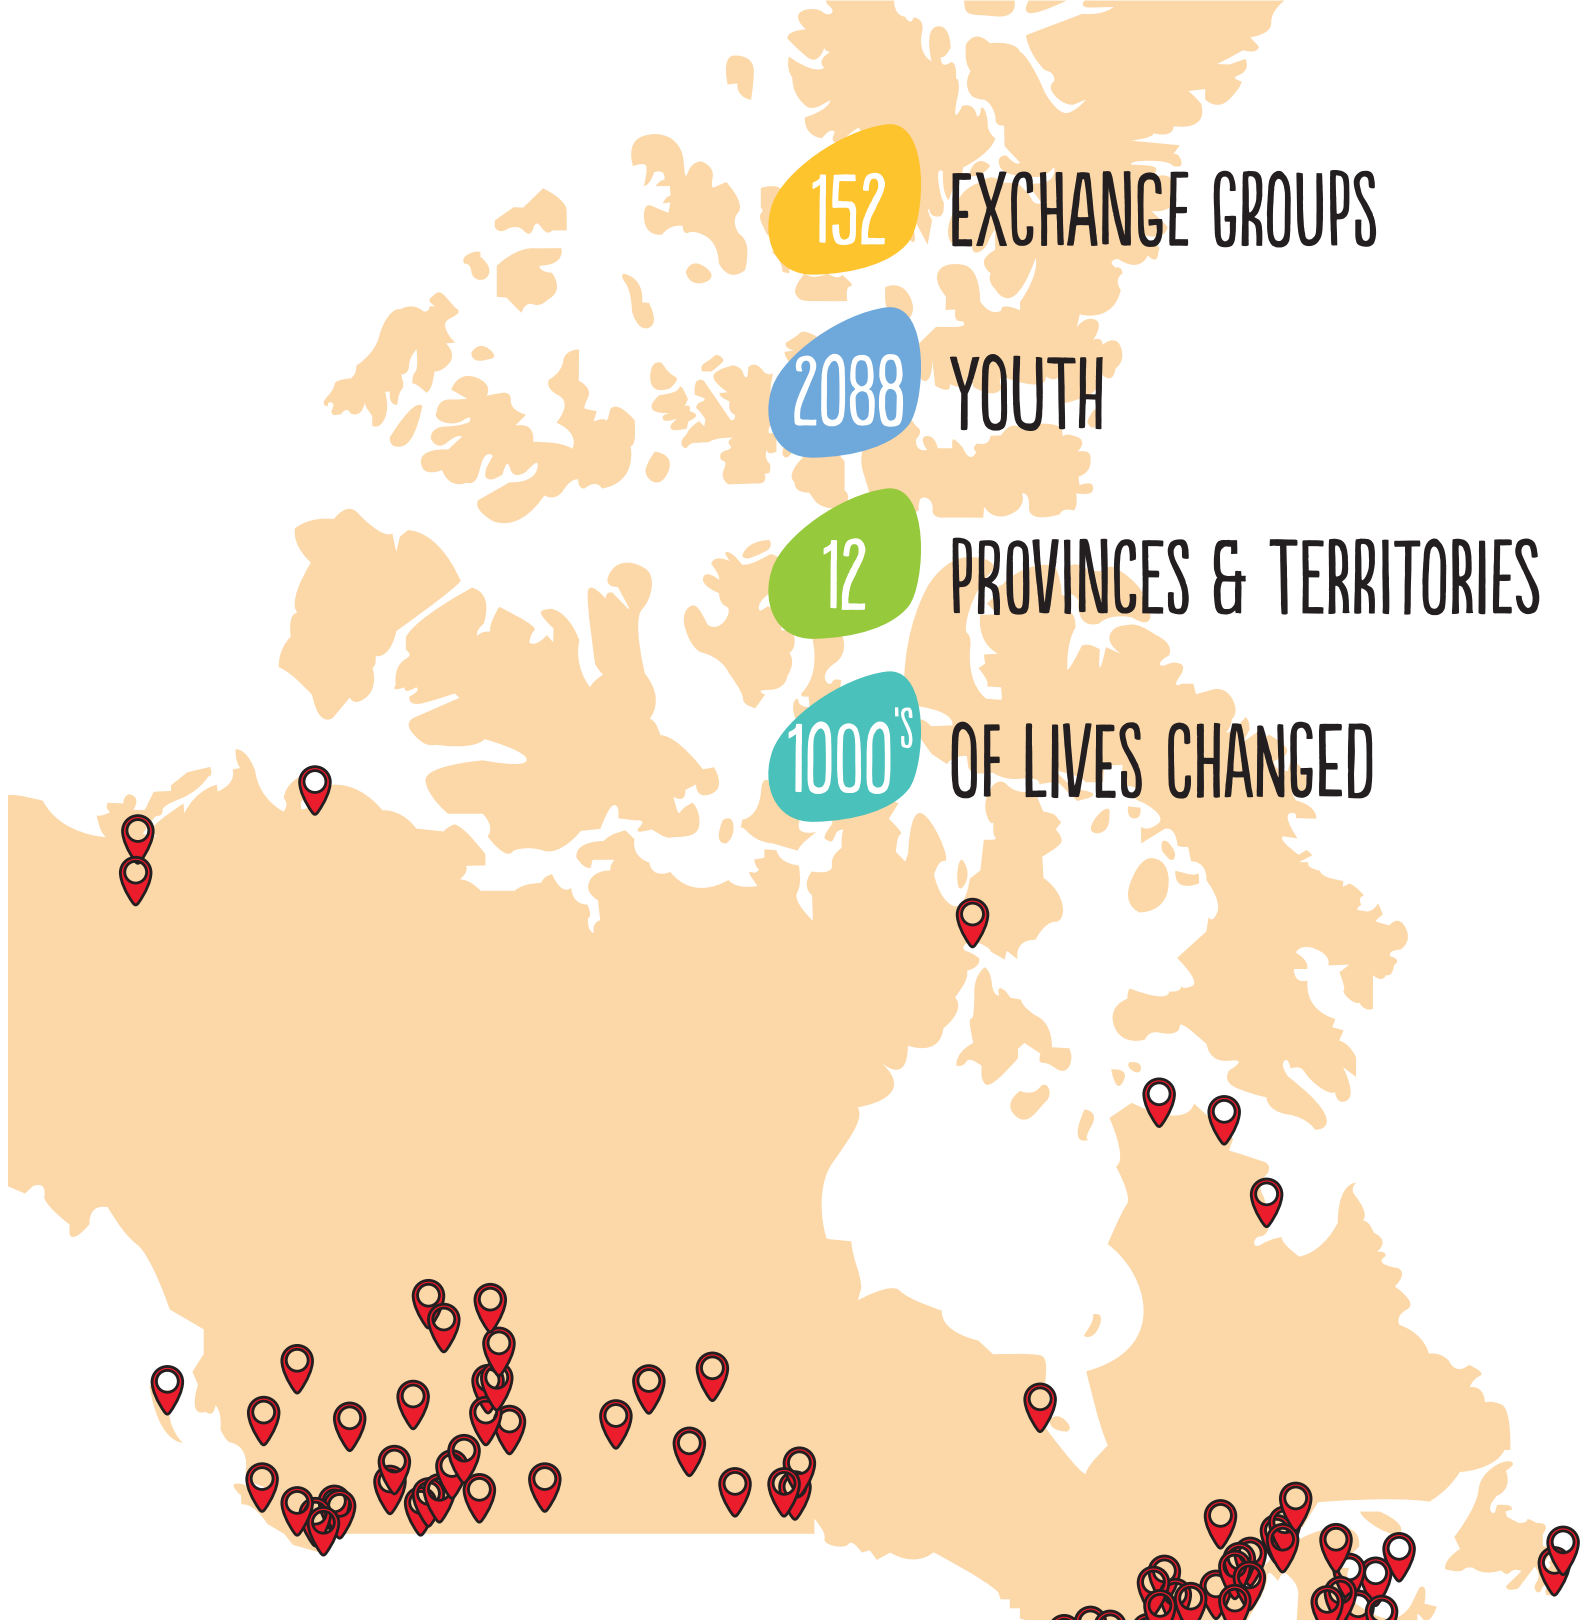 152 EXCHANGE GROUPS
2088 YOUTH
12 PROVINCES & TERRITORIES
1000'S OF LIVES CHANGED